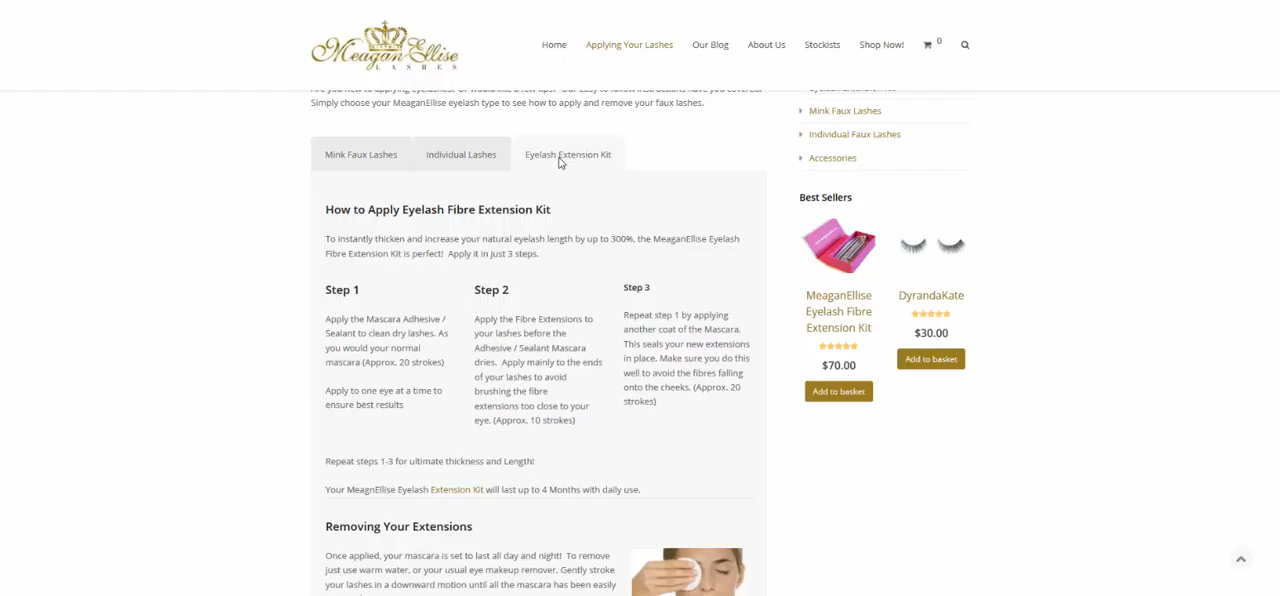 MeaganEllise
LASHES
Home
Applying Your Lashes
Our Blog
About Us
Stockists
Shop Now!
0
Simply choose your MeaganEllise eyelash type to see how to apply and remove your faux lashes.
Mink Faux Lashes
Individual Lashes
Eyelash Extension Kit
How to Apply Eyelash Fibre Extension Kit
To instantly thicken and increase your natural eyelash length by up to 300%, the MeaganEllise Eyelash
Fibre Extension Kit is perfect! Apply it in just 3 steps.
Step 1
Apply the Mascara Adhesive /
Sealant to clean dry lashes. As
you would your normal
mascara (Approx. 20 strokes)
Apply to one eye at a time to
ensure best results
Step 2
Apply the Fibre Extensions to
your lashes before the
Adhesive / Sealant Mascara
dries. Apply mainly to the ends
of your lashes to avoid
brushing the fibre
extensions too close to your
eye. (Approx. 10 strokes)
Step 3
Repeat step 1 by applying
another coat of the Mascara.
This seals your new extensions
in place. Make sure you do this
well to avoid the fibres falling
onto the cheeks. (Approx. 20
strokes)
Repeat steps 1-3 for ultimate thickness and Length!
Your MeagnEllise Eyelash Extension Kit will last up to 4 Months with daily use.
Removing Your Extensions
Once applied, your mascara is set to last all day and night! To remove
just use warm water, or your usual eye makeup remover. Gently stroke
your lashes in a downward motion until all the mascara has been easily
Mink Faux Lashes
Individual Faux Lashes
Accessories
Best Sellers
MeaganEllise
Eyelash Fibre
Extension Kit
$70.00
Add to basket
DyrandaKate
$30.00
Add to basket